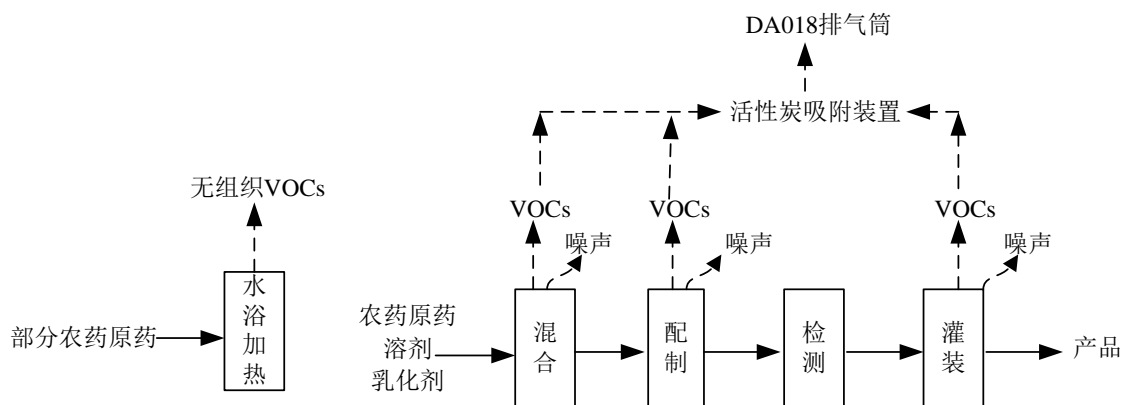 DA018排气筒
活性炭吸附装置
无组织VOCs
VOCs
VOCs
VOCs
噪声
噪声
噪声
部分农药原药
水浴加热
农药原药
溶剂
乳化剂
混合
配制
检测
灌装
产品